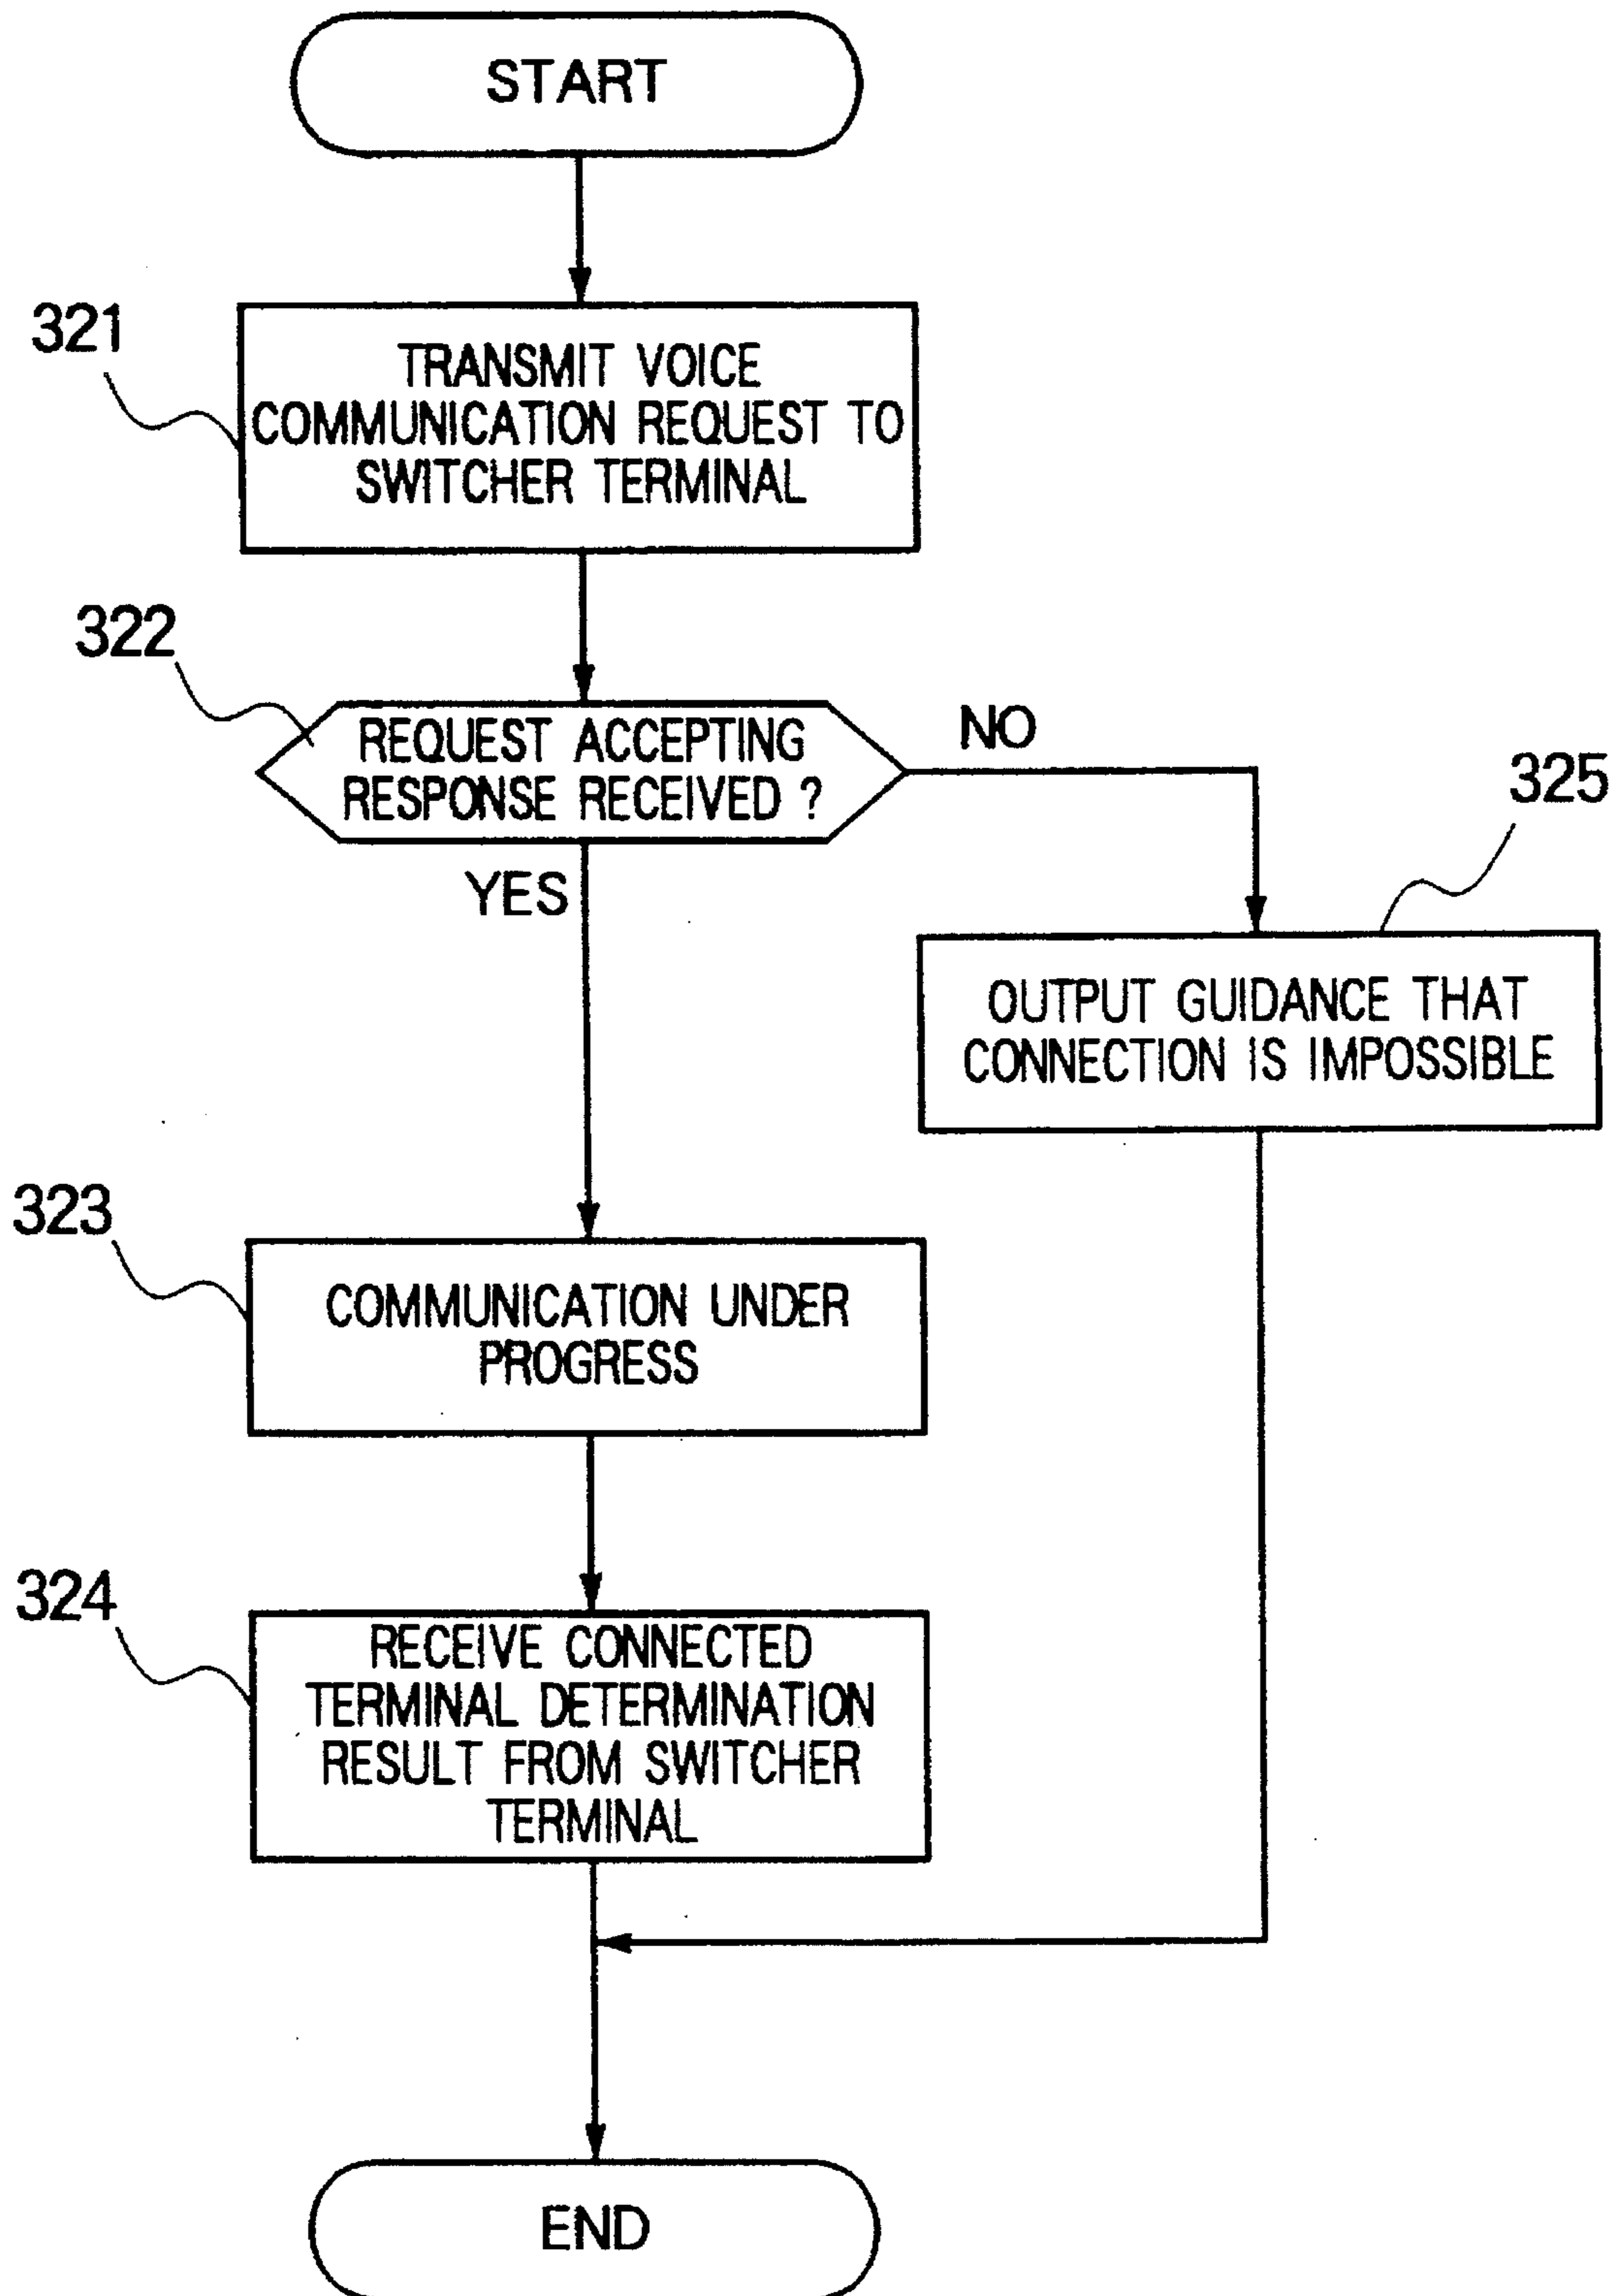 START
321
TRANSMIT VOICE
COMMUNICATION REQUEST TO
SWITCHER TERMINAL
322
REQUEST ACCEPTING
RESPONSE RECEIVED ?
NO
YES
325
OUTPUT GUIDANCE THAT
CONNECTION IS IMPOSSIBLE
323
COMMUNICATION UNDER
PROGRESS
324
RECEIVE CONNECTED
TERMINAL DETERMINATION
RESULT FROM SWITCHER
TERMINAL
END